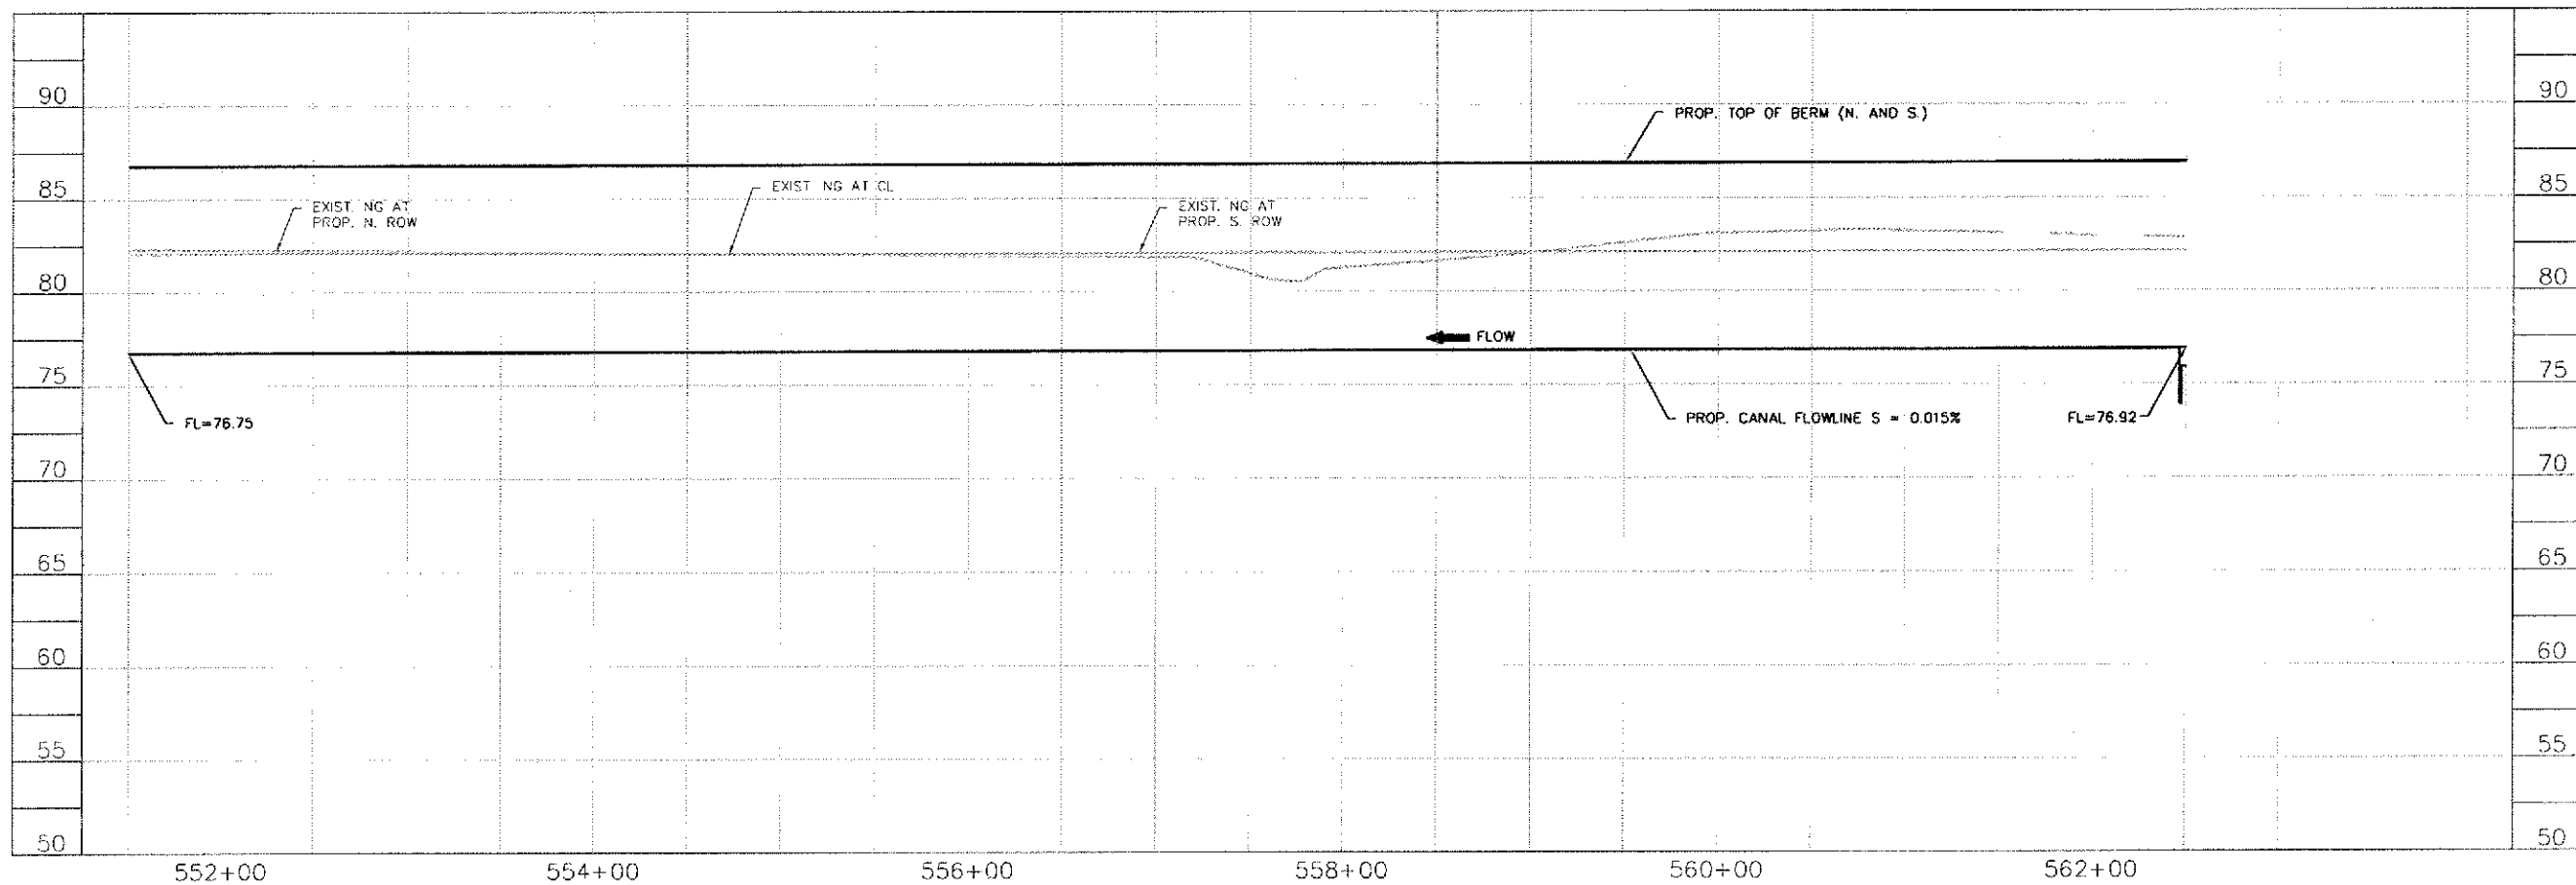 90
90
PROP. TOP OF BERM (N. AND S.)
85
85
EXIST. NG AT
PROP. N. ROW
EXIST NG AT CL
EXIST. NG AT
PROP. S. ROW
80
80
FLOW
75
75
FL=76.75
PROP. CANAL FLOWLINE S = 0.015%
FL=76.92
70
70
65
65
60
60
55
55
50
50
552+00 554+00 556+00 558+00 560+00 562+00